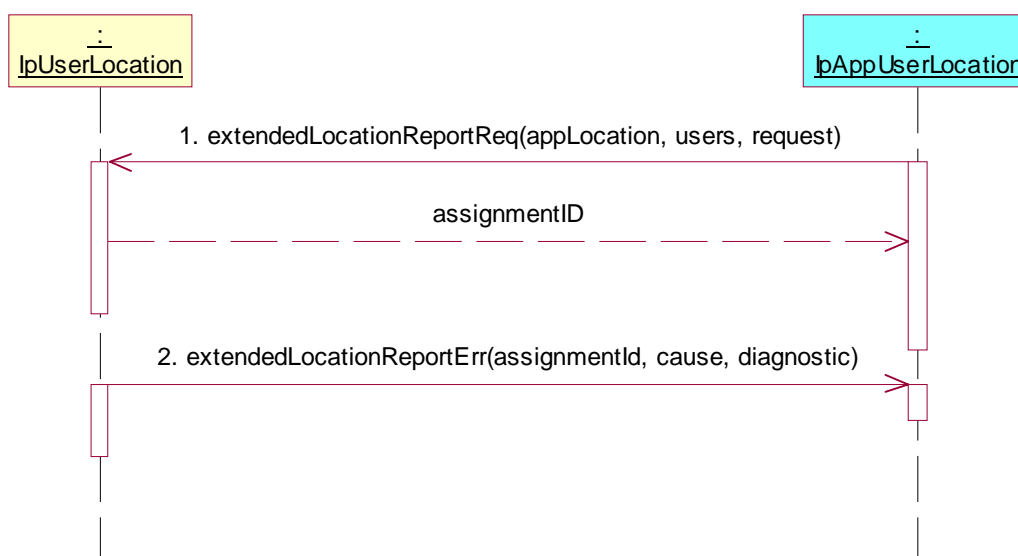 :
IpUserLocation
:
IpAppUserLocation
1. extendedLocationReportReq(appLocation, users, request)
assignmentID
2. extendedLocationReportErr(assignmentId, cause, diagnostic)